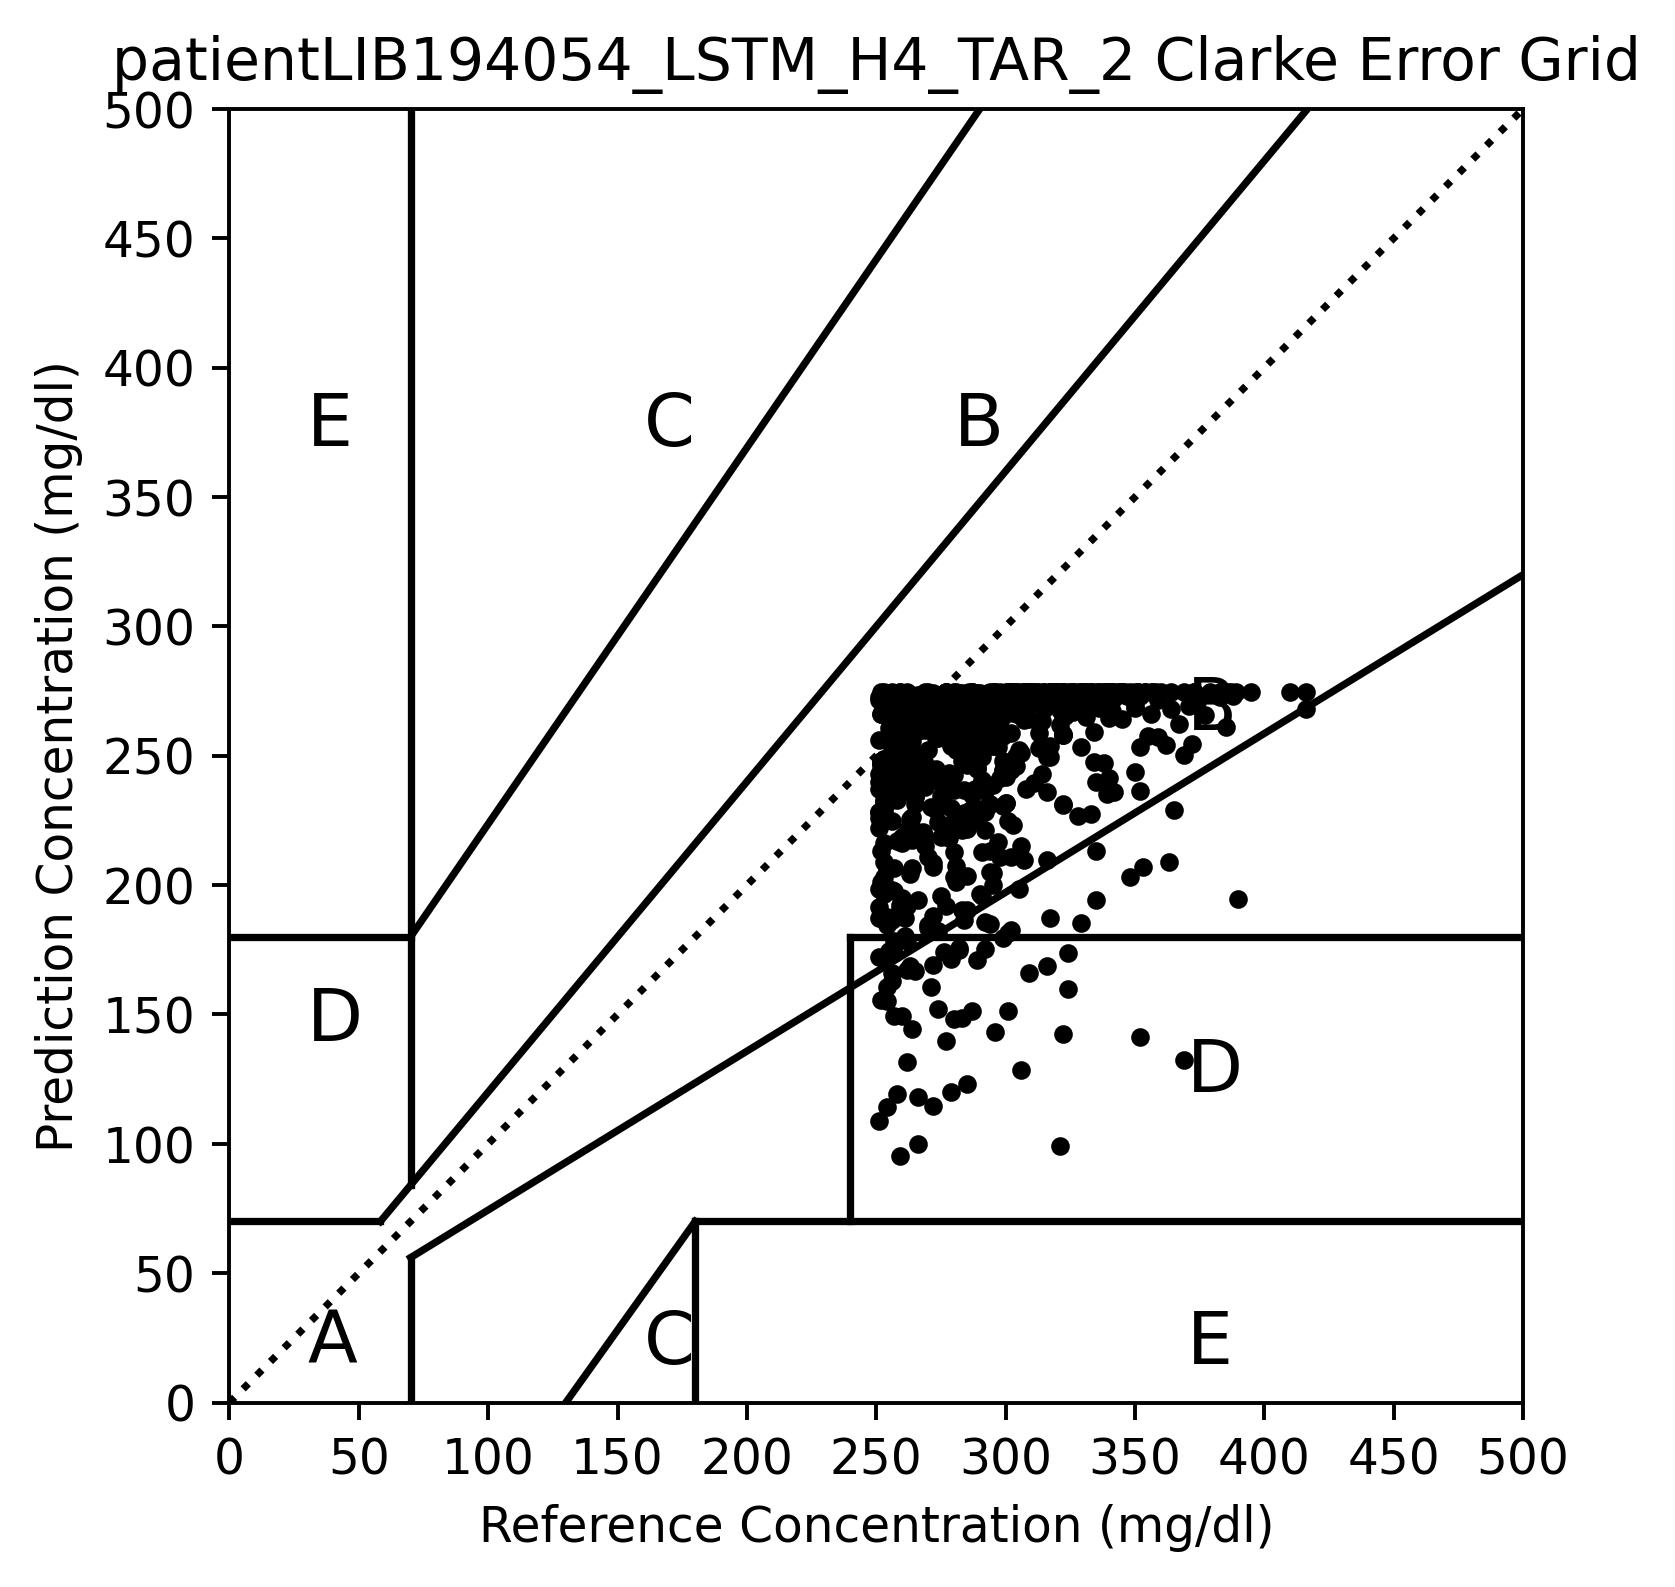 patientLIB194054_LSTM_H4_TAR_2 Clarke Error Grid
500
450
400
350
300
250
200
150
100
50
0
Prediction Concentration (mg/dl)
E
C
B
B
D
D
A
C
E
0 50 100 150 200 250 300 350 400 450 500
Reference Concentration (mg/dl)